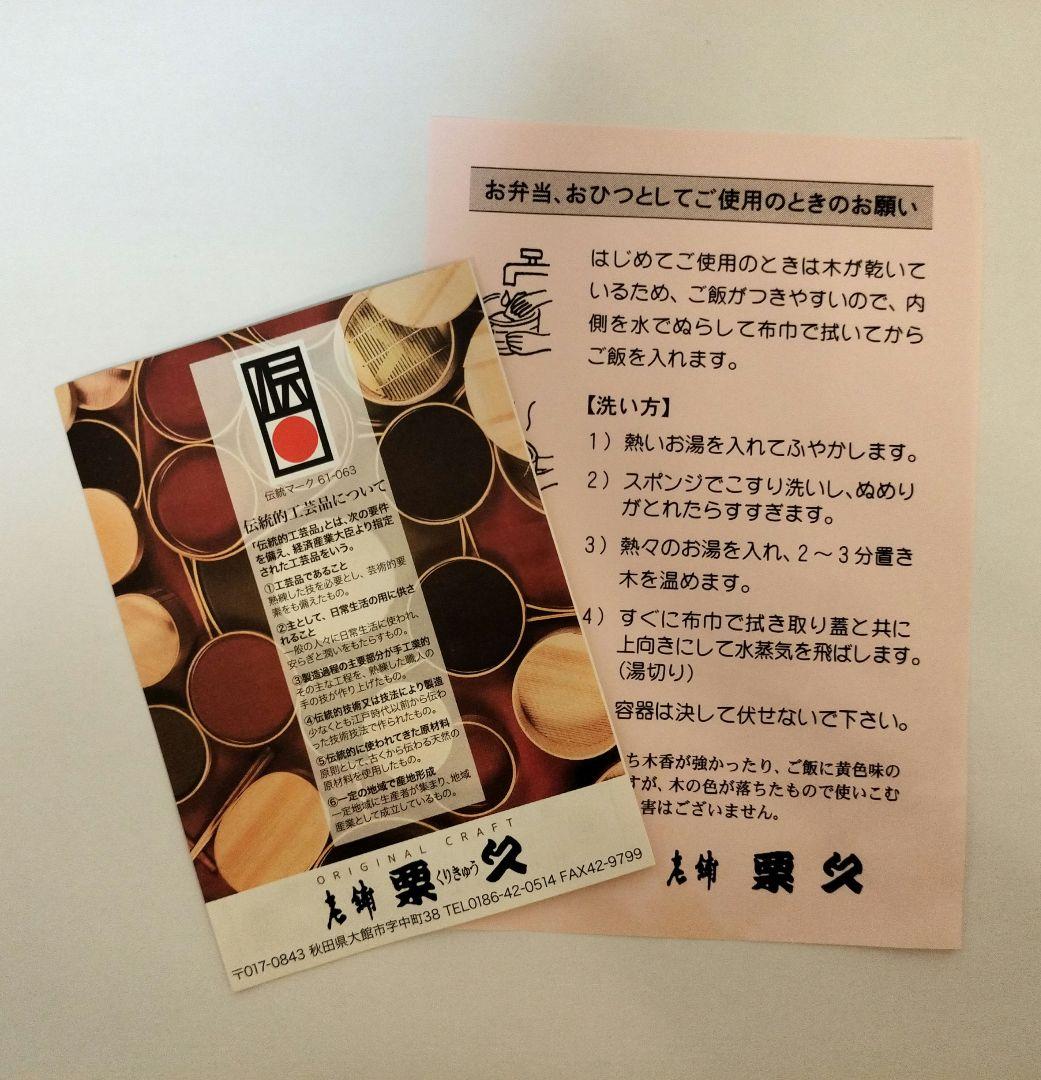 伝
伝統マーク 61-063
伝統的工芸品について
「伝統的工芸品」とは、次の要件
を備え、経済産業大臣より指定
された工芸品をいう。
①工芸品であること
熟練した技を必要とし、芸術的要
素をも備えたもの。
②主として、日常生活の用に供さ
れること
一般の人々に日常生活に使われ、
安らぎと潤いをもたらすもの。
③製造過程の主要部分が手工業的
その主な工程を、熟練した職人の
手の技が作り上げたもの。
④伝統的技術又は技法により製造
少なくとも江戸時代以前から伝わ
った技術技法で作られたもの。
⑤伝統的に使われてきた原材料
原則として、古くから伝わる天然の
原材料を使用したもの。
⑥一定の地域で産地形成
一定地域に生産者が集まり、地域
産業として成立しているもの。
ORIGINAL CRAFT
老舗 栗久 くりきゅう
〒017-0843 秋田県大館市字中町38 TEL0186-42-0514 FAX42-9799
お弁当、おひつとしてご使用のときのお願い
はじめてご使用のときは木が乾いて
いるため、ご飯がつきやすいので、内
側を水でぬらして布巾で拭いてから
ご飯を入れます。
【洗い方】
1）熱いお湯を入れてふやかします。
2）スポンジでこすり洗いし、ぬめり
がとれたらすすぎます。
3）熱々のお湯を入れ、2～3分置き
木を温めます。
4）すぐに布巾で拭き取り蓋と共に
上向きにして水蒸気を飛ばします。
（湯切り）
容器は決して伏せないで下さい。
ち木香が強かったり、ご飯に黄色味の
すが、木の色が落ちたもので使いこむ
害はございません。
老舗 栗久